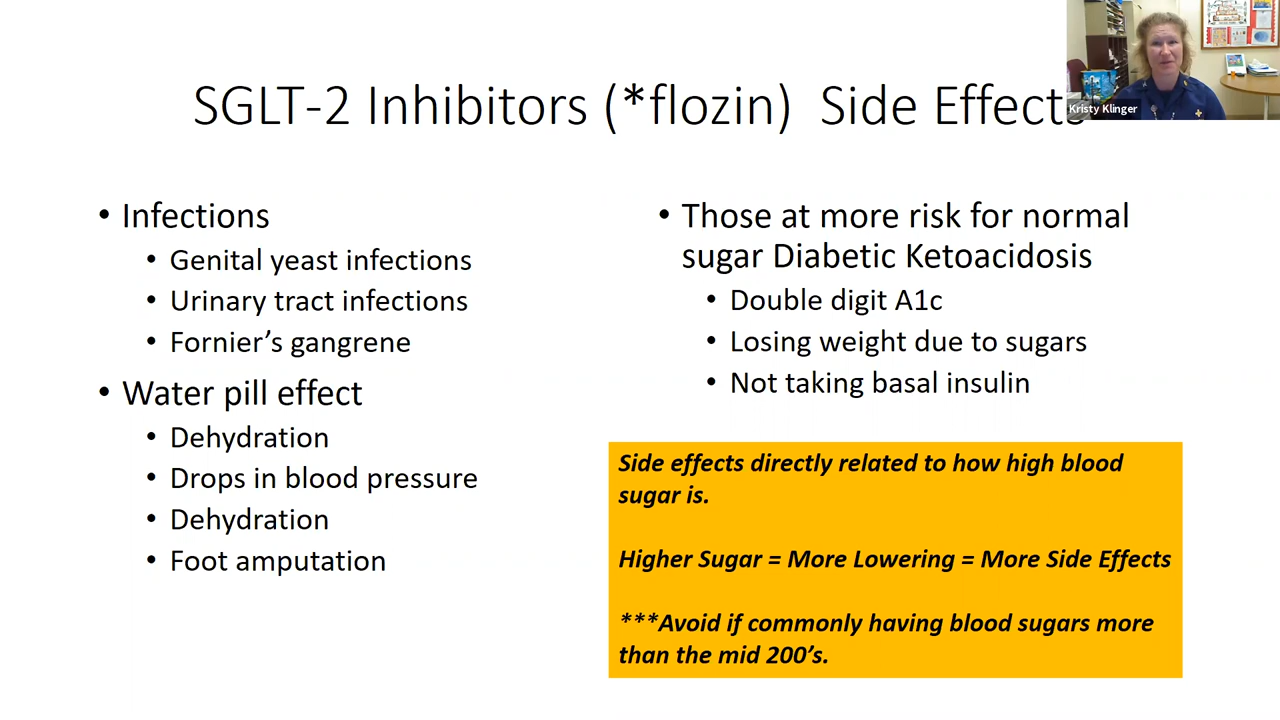 SGLT-2 Inhibitors (*flozin) Side Effects
Kristy Klinger
• Infections
• Genital yeast infections
• Urinary tract infections
• Fornier’s gangrene
• Water pill effect
• Dehydration
• Drops in blood pressure
• Dehydration
• Foot amputation
• Those at more risk for normal
sugar Diabetic Ketoacidosis
• Double digit A1c
• Losing weight due to sugars
• Not taking basal insulin
Side effects directly related to how high blood
sugar is.
Higher Sugar = More Lowering = More Side Effects
***Avoid if commonly having blood sugars more
than the mid 200’s.